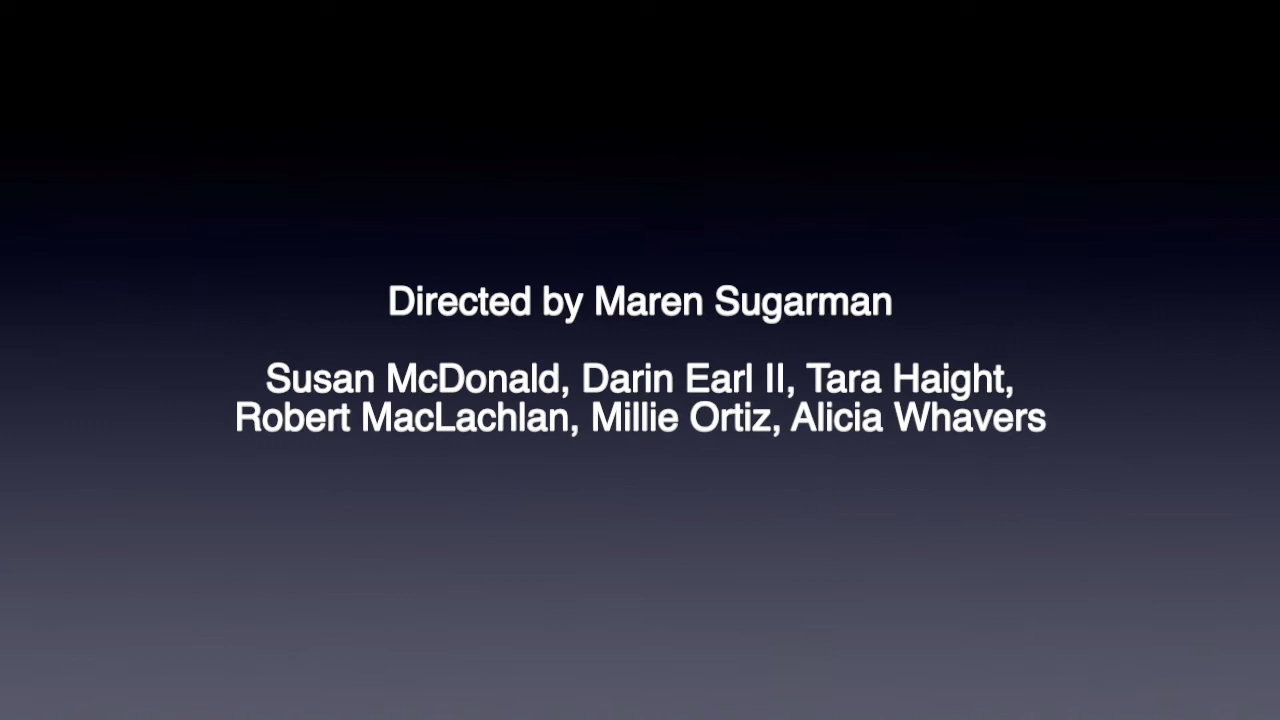 Directed by Maren Sugarman
Susan McDonald, Darin Earl II, Tara Haight,
Robert MacLachlan, Millie Ortiz, Alicia Whavers